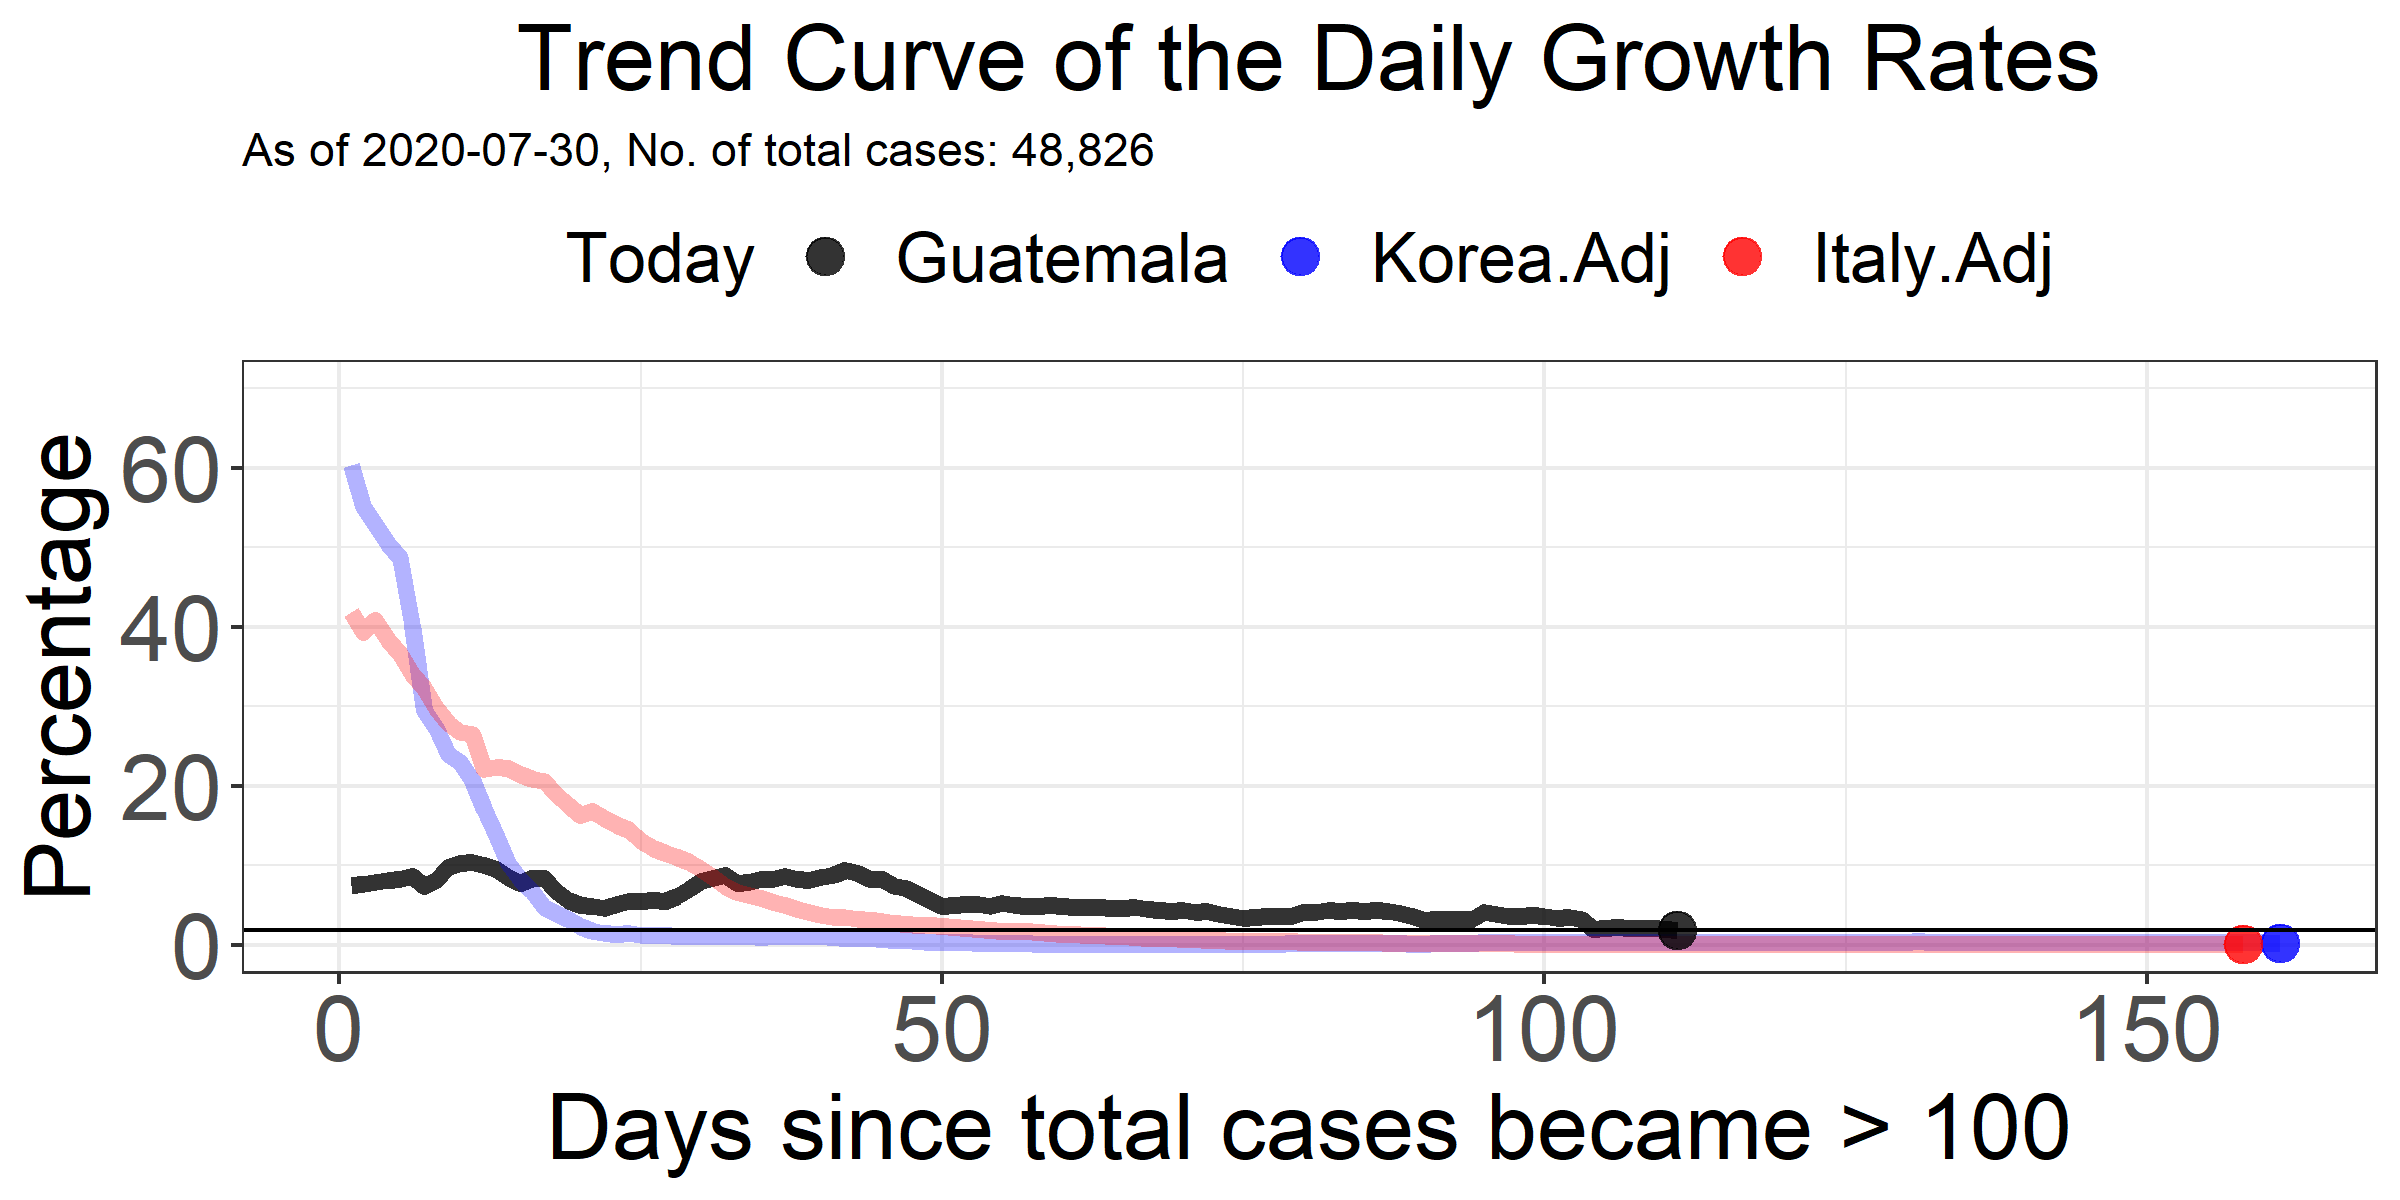 Trend Curve of the Daily Growth Rates
As of 2020-07-30, No. of total cases: 48,826
Today Guatemala Korea.Adj Italy.Adj
Percentage
60
40
20
0
0 50 100 150
Days since total cases became > 100